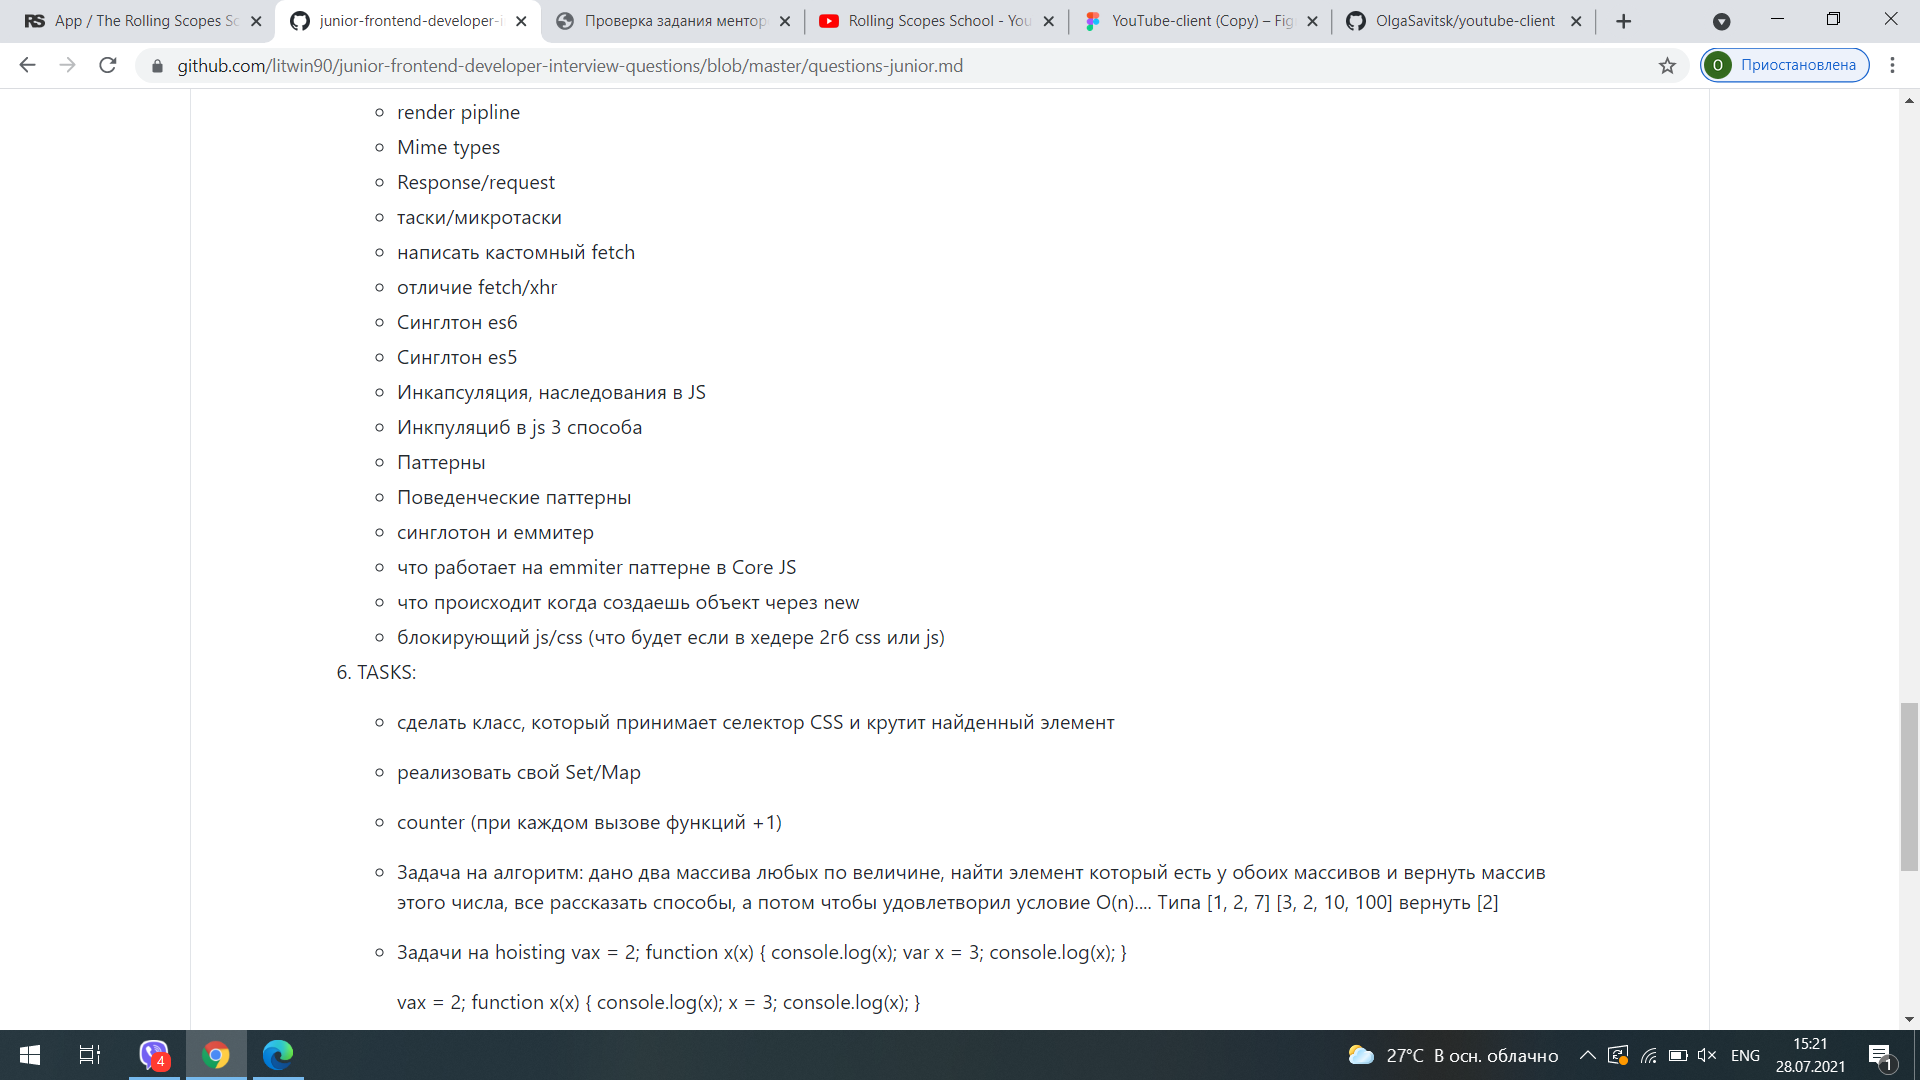 App / The Rolling Scopes Sc
junior-frontend-developer-i
Проверка задания ментор
Rolling Scopes School - You
YouTube-client (Copy) – Fig
OlgaSavitsk/youtube-client
github.com/litwin90/junior-frontend-developer-interview-questions/blob/master/questions-junior.md
O Приостановлена
render pipline
Mime types
Response/request
таски/микротаски
написать кастомный fetch
отличие fetch/xhr
Синглтон es6
Синглтон es5
Инкапсуляция, наследования в JS
Инкпуляциб в js 3 способа
Паттерны
Поведенческие паттерны
синглотон и еммитер
что работает на emmiter паттерне в Core JS
что происходит когда создаешь объект через new
блокирующий js/css (что будет если в хедере 2гб css или js)
6. TASKS:
сделать класс, который принимает селектор CSS и крутит найденный элемент
реализовать свой Set/Map
counter (при каждом вызове функций +1)
Задача на алгоритм: дано два массива любых по величине, найти элемент который есть у обоих массивов и вернуть массив
этого числа, все рассказать способы, а потом чтобы удовлетворил условие O(n).... Типа [1, 2, 7] [3, 2, 10, 100] вернуть [2]
Задачи на hoisting vax = 2; function x(x) { console.log(x); var x = 3; console.log(x); }
vax = 2; function x(x) { console.log(x); x = 3; console.log(x); }
4
27°C В осн. облачно
ENG
15:21
28.07.2021
1